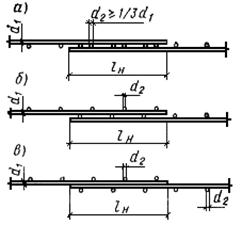 а) d₂ ≥ 1/3 d₁
d₁
lн
б)
d₁ d₂
lн
в)
d₁ d₂
lн d₂